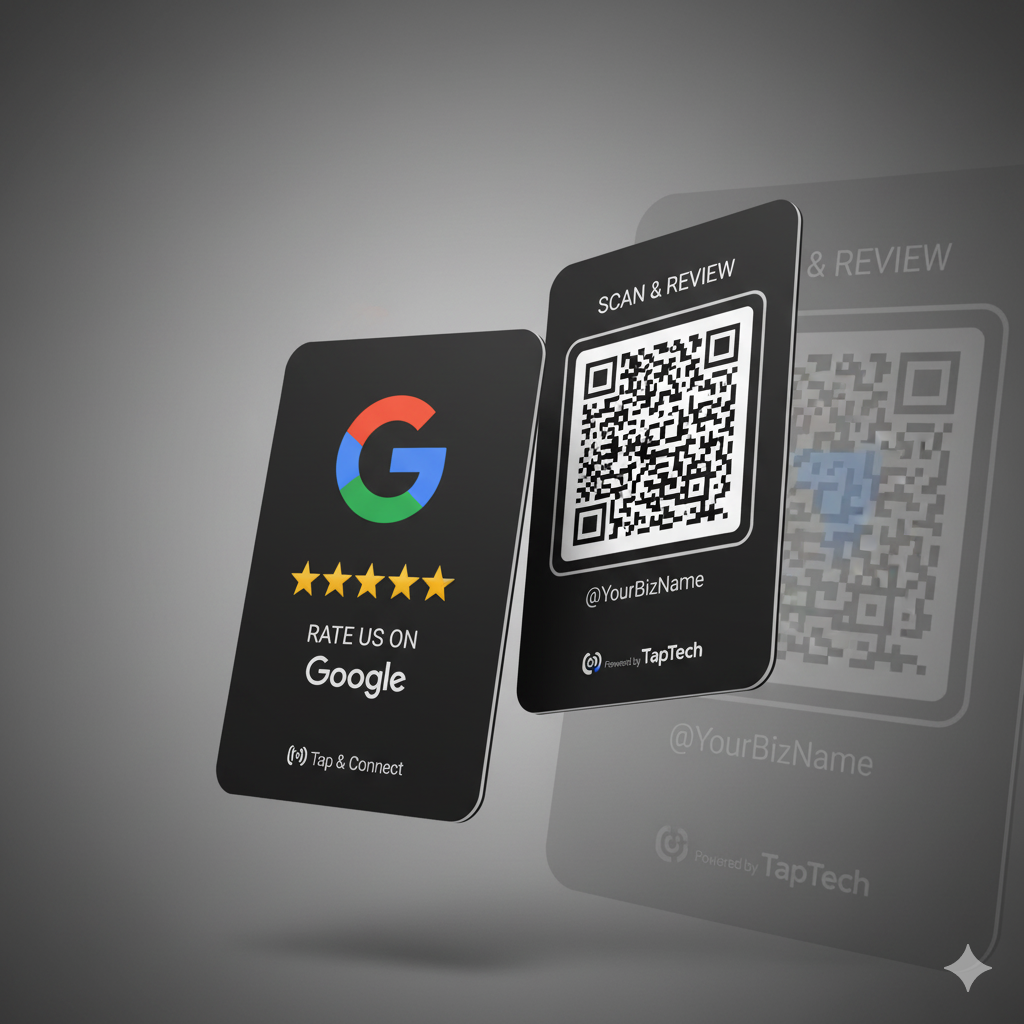 RATE US ON
Google
Tap & Connect
SCAN & REVIEW
@YourBizName
Powered by TapTech
& REVIEW
@YourBizName
Powered by TapTech